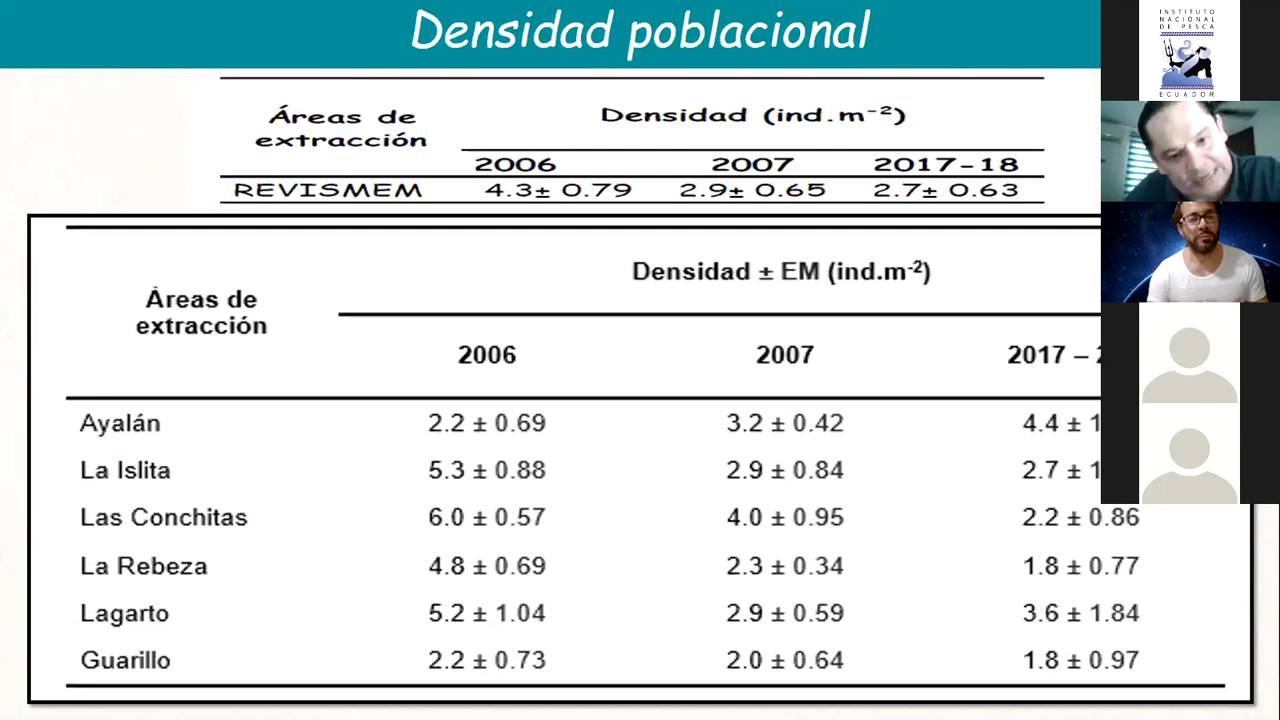 Densidad poblacional
INSTITUTO
NACIONAL
DE PESCA
ECUADOR
Áreas de extracción Densidad (ind.m⁻²)
2006 2007 2017-18
REVISMEM 4.3± 0.79 2.9± 0.65 2.7± 0.63
Áreas de extracción Densidad ± EM (ind.m⁻²)
2006 2007 2017 –
Ayalán 2.2 ± 0.69 3.2 ± 0.42 4.4 ± 1
La Islita 5.3 ± 0.88 2.9 ± 0.84 2.7 ± 1
Las Conchitas 6.0 ± 0.57 4.0 ± 0.95 2.2 ± 0.86
La Rebeza 4.8 ± 0.69 2.3 ± 0.34 1.8 ± 0.77
Lagarto 5.2 ± 1.04 2.9 ± 0.59 3.6 ± 1.84
Guarillo 2.2 ± 0.73 2.0 ± 0.64 1.8 ± 0.97